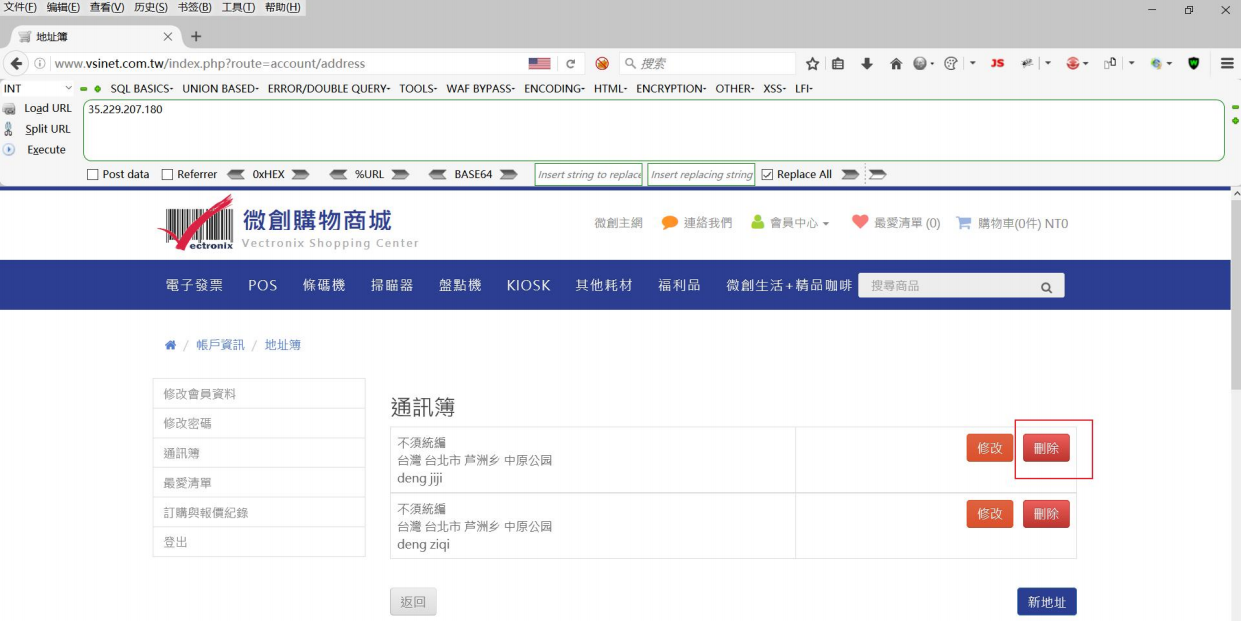 文件(F) 编辑(E) 查看(V) 历史(S) 书签(B) 工具(T) 帮助(H)
地址簿
www.vsinet.com.tw/index.php?route=account/address
搜索
JS
INT SQL BASICS- UNION BASED- ERROR/DOUBLE QUERY- TOOLS- WAF BYPASS- ENCODING- HTML- ENCRYPTION- OTHER- XSS- LFI-
Load URL
35.229.207.180
Split URL
Execute
Post data Referrer 0xHEX %URL BASE64 Insert string to replace Insert replacing string Replace All
ectronix
微創購物商城
Vectronix Shopping Center
微創主網 連絡我們 會員中心 最愛清單 (0) 購物車(0件) NT0
電子發票 POS 條碼機 掃瞄器 盤點機 KIOSK 其他耗材 福利品 微創生活+精品咖啡 搜尋商品
/ 帳戶資訊 / 地址簿
修改會員資料
修改密碼
通訊簿
最愛清單
訂購與報價紀錄
登出
通訊簿
不須統編
台灣 台北市 芦洲乡 中原公园
deng jiji
修改 刪除
不須統編
台灣 台北市 芦洲乡 中原公园
deng ziqi
修改 刪除
返回
新地址